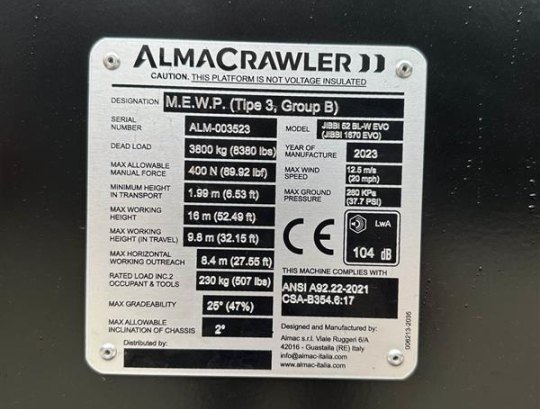 ALMACRAWLER
CAUTION. THIS PLATFORM IS NOT VOLTAGE INSULATED
DESIGNATION M.E.W.P. (Tipe 3, Group B)
SERIAL NUMBER ALM-003523
MODEL JIBBI 52 BL-W EVO
(JIBBI 1670 EVO)
DEAD LOAD 3800 kg (8380 lbs)
YEAR OF MANUFACTURE 2023
MAX ALLOWABLE MANUAL FORCE 400 N (89.92 lbf)
MAX WIND SPEED 12.5 m/s (20 mph)
MINIMUM HEIGHT IN TRANSPORT 1.99 m (6.53 ft)
MAX GROUND PRESSURE 260 KPa (37.7 PSI)
MAX WORKING HEIGHT 16 m (52.49 ft)
MAX WORKING HEIGHT (IN TRAVEL) 9.8 m (32.15 ft)
CE
LwA
104 dB
MAX HORIZONTAL WORKING OUTREACH 8.4 m (27.55 ft)
THIS MACHINE COMPLIES WITH
RATED LOAD INC.2 OCCUPANT & TOOLS 230 kg (507 lbs)
ANSI A92.22-2021
CSA-B354.6:17
MAX GRADEABILITY 25° (47%)
MAX ALLOWABLE INCLINATION OF CHASSIS 2°
Designed and Manufactured by:
Almac s.r.l. Viale Ruggeri 6/A
42016 - Guastalla (RE) Italy
info@almac-italia.com
www.almac-italia.com
Distributed by:
006213-2035